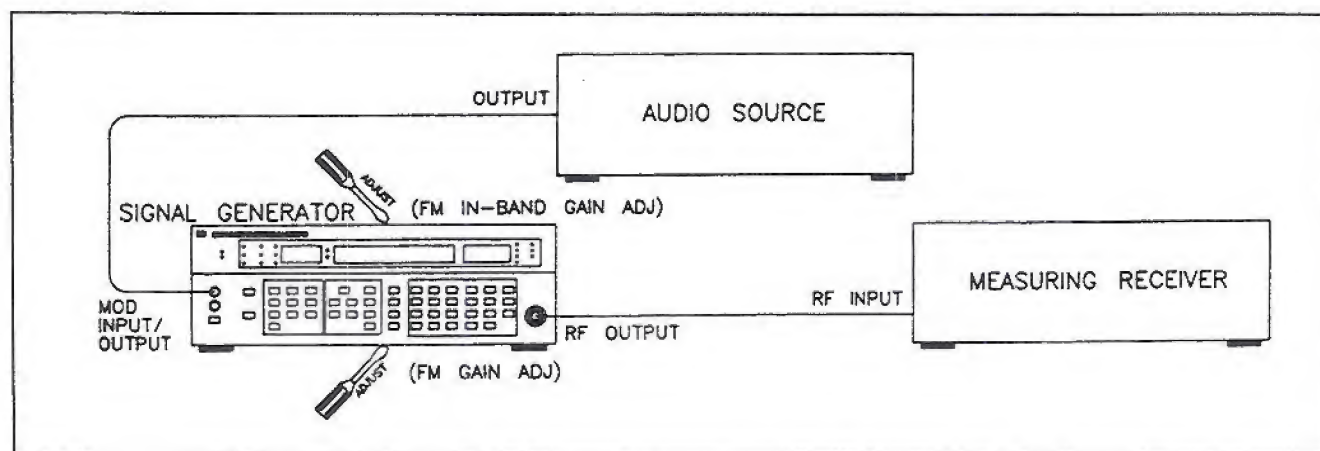 OUTPUT
AUDIO SOURCE
ADJUST
SIGNAL GENERATOR
(FM IN-BAND GAIN ADJ)
MEASURING RECEIVER
RF INPUT
MOD
INPUT/
OUTPUT
RF OUTPUT
ADJUST
(FM GAIN ADJ)